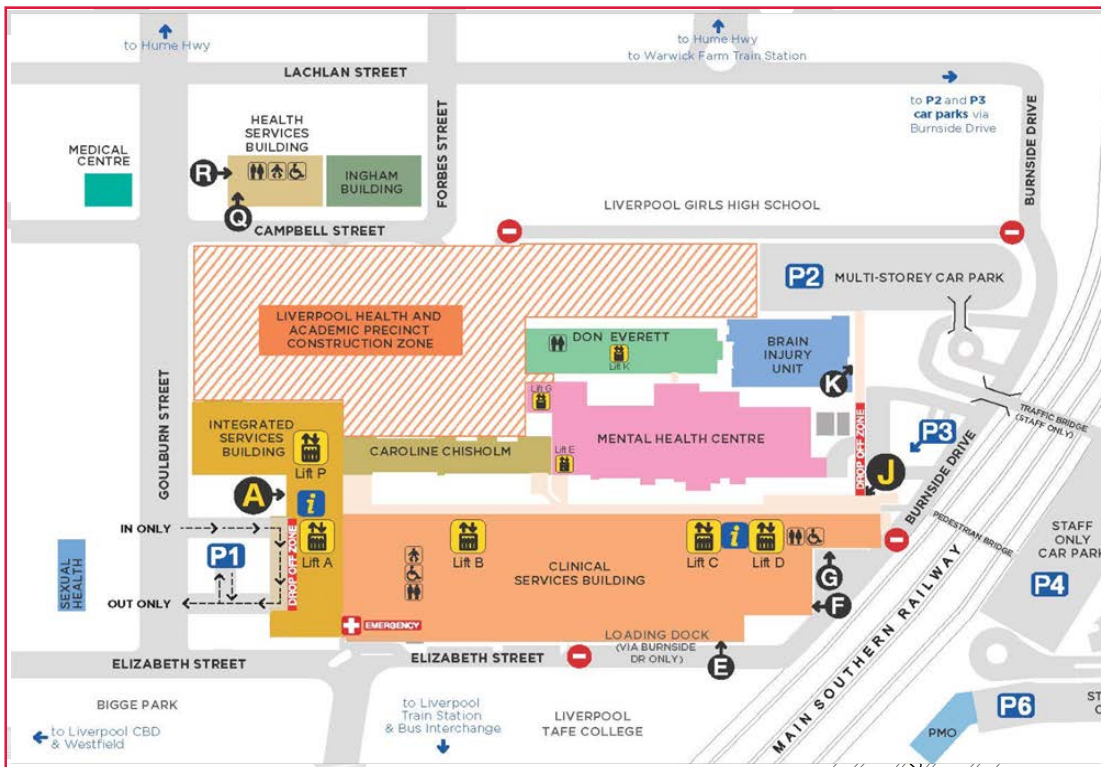 to Hume Hwy
to Hume Hwy
to Warwick Farm Train Station
LACHLAN STREET
to P2 and P3
car parks via
Burnside Drive
HEALTH
SERVICES
BUILDING
MEDICAL
CENTRE
R
INGHAM
BUILDING
FORBES STREET
BURNSIDE DRIVE
Q
LIVERPOOL GIRLS HIGH SCHOOL
CAMPBELL STREET
P2
MULTI-STOREY CAR PARK
LIVERPOOL HEALTH AND
ACADEMIC PRECINCT
CONSTRUCTION ZONE
DON EVERETT
Lift K
BRAIN
INJURY
UNIT
K
Lift G
GOULBURN STREET
INTEGRATED
SERVICES
BUILDING
Lift P
CAROLINE CHISHOLM
Lift E
MENTAL HEALTH CENTRE
DROP OFF ZONE
P3
TRAFFIC BRIDGE
(STAFF ONLY)
BURNSIDE DRIVE
A
i
J
IN ONLY
P1
OUT ONLY
SEXUAL
HEALTH
DROP OFF ZONE
Lift A
Lift B
CLINICAL
SERVICES BUILDING
Lift C
i
Lift D
G
F
PEDESTRIAN BRIDGE
STAFF
ONLY
CAR PARK
P4
EMERGENCY
LOADING DOCK
(VIA BURNSIDE
DR ONLY)
E
ELIZABETH STREET
ELIZABETH STREET
MAIN SOUTHERN RAILWAY
BIGGE PARK
to Liverpool CBD
& Westfield
to Liverpool
Train Station
& Bus Interchange
LIVERPOOL
TAFE COLLEGE
PMO
P6